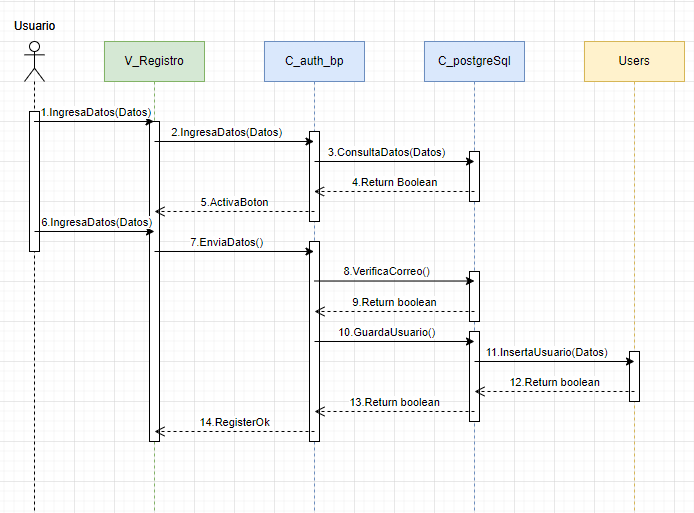 Usuario
V_Registro
C_auth_bp
C_postgreSql
Users
1.IngresaDatos(Datos)
2.IngresaDatos(Datos)
3.ConsultaDatos(Datos)
4.Return Boolean
5.ActivaBoton
6.IngresaDatos(Datos)
7.EnviaDatos()
8.VerificaCorreo()
9.Return boolean
10.GuardaUsuario()
11.InsertaUsuario(Datos)
12.Return boolean
13.Return boolean
14.RegisterOk